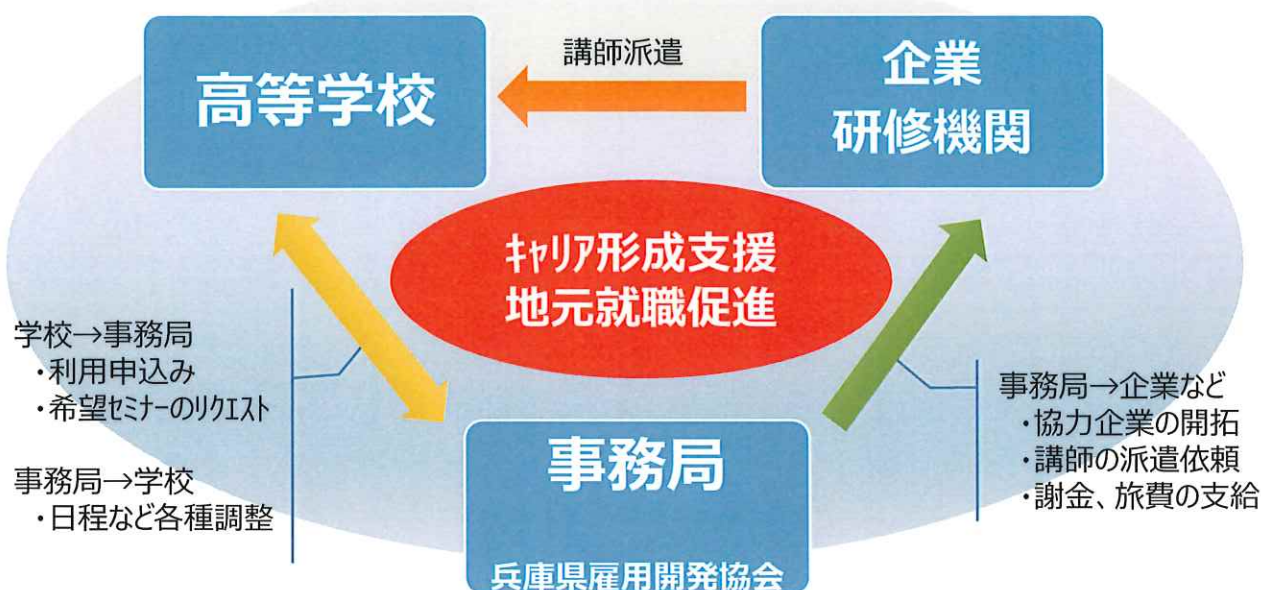 高等学校
講師派遣
企業
研修機関
ｷｬﾘｱ形成支援
地元就職促進
学校→事務局
・利用申込み
・希望ｾﾐﾅｰのﾘｸｴｽﾄ
事務局→学校
・日程など各種調整
事務局
兵庫県雇用開発協会
事務局→企業など
・協力企業の開拓
・講師の派遣依頼
・謝金、旅費の支給